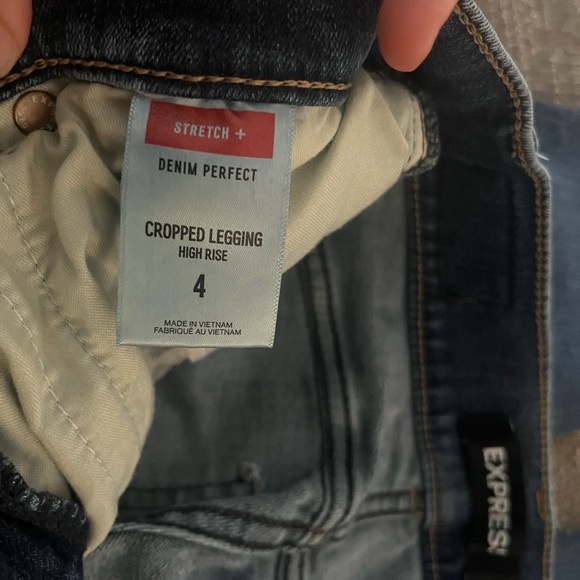 STRETCH +
DENIM PERFECT
CROPPED LEGGING
HIGH RISE
4
MADE IN VIETNAM
FABRIQUÉ AU VIETNAM
EXPRESS